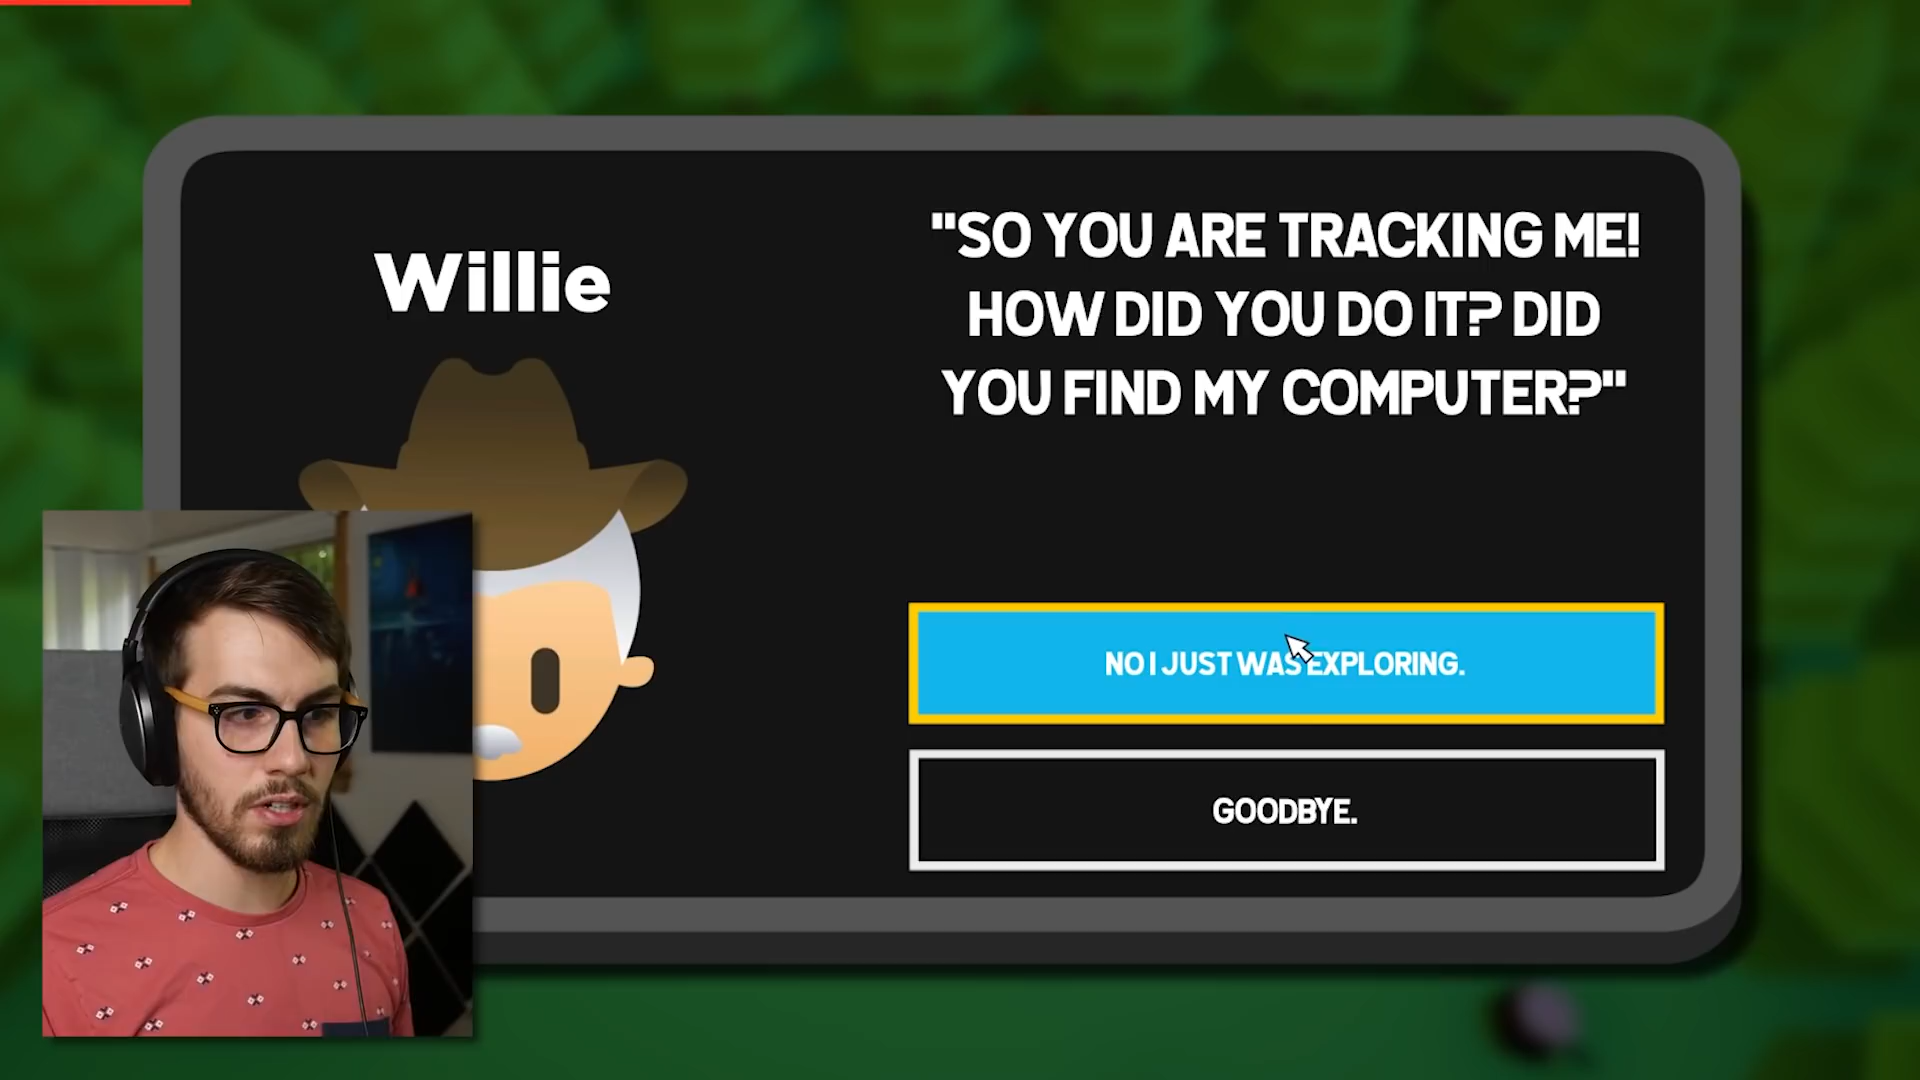 Willie
"SO YOU ARE TRACKING ME!
HOW DID YOU DO IT? DID
YOU FIND MY COMPUTER?"
NO I JUST WAS EXPLORING.
GOODBYE.